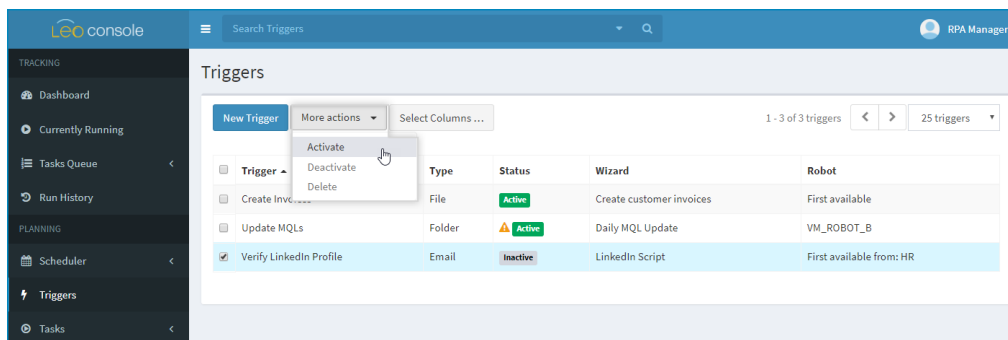 Leo console
Search Triggers
RPA Manager
TRACKING
Dashboard
Currently Running
Tasks Queue
Run History
PLANNING
Scheduler
Triggers
Tasks
Triggers
New Trigger More actions Select Columns ... 1 - 3 of 3 triggers 25 triggers
Activate
Deactivate
Delete
Trigger Type Status Wizard Robot
Create File Active Create customer invoices First available
Update MQLs Folder Active Daily MQL Update VM_ROBOT_B
Verify LinkedIn Profile Email Inactive LinkedIn Script First available from: HR